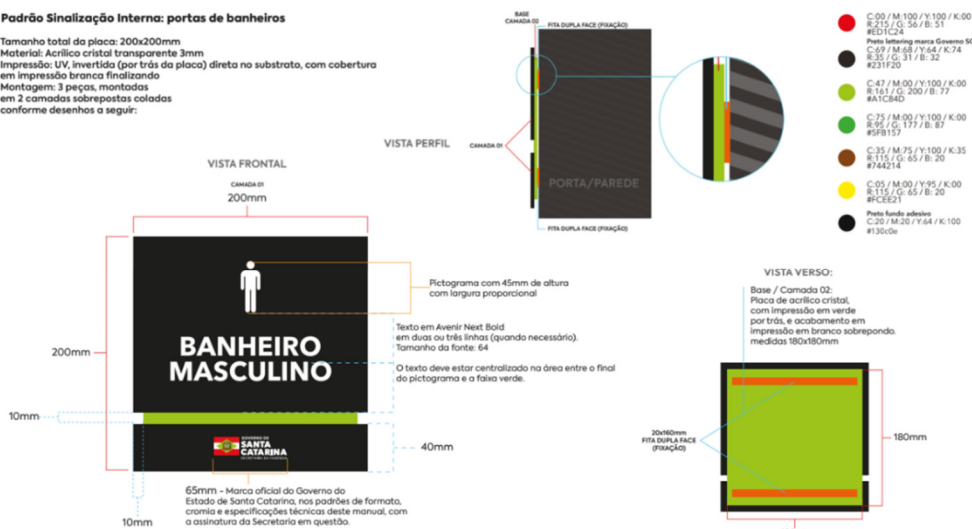 Padrão Sinalização Interna: portas de banheiros
Tamanho total da placa: 200x200mm
Material: Acrílico cristal transparente 3mm
Impressão: UV, invertida (por trás da placa) direta no substrato, com cobertura
em impressão branca finalizando
Montagem: 3 peças, montadas
em 2 camadas sobrepostas coladas
conforme desenhos a seguir:
VISTA FRONTAL
CAMADA 01
200mm
200mm
10mm
10mm
BANHEIRO
MASCULINO
GOVERNO DE
SANTA
CATARINA
40mm
Pictograma com 45mm de altura
com largura proporcional
Texto em Avenir Next Bold
em duas ou três linhas (quando necessário).
Tamanho da fonte: 64
O texto deve estar centralizado na área entre o final
do pictograma e a faixa verde.
65mm - Marca oficial do Governo do
Estado de Santa Catarina, nos padrões de formato,
cromia e especificações técnicas deste manual, com
a assinatura da Secretaria em questão.
VISTA PERFIL
BASE
CAMADA 02
FITA DUPLA FACE (FIXAÇÃO)
CAMADA 01
PORTA/PAREDE
FITA DUPLA FACE (FIXAÇÃO)
C:00 / M:100 / Y:100 / K:00
R:215 / G: 56 / B: 51
#ED1C24
Preto lettering marca Governo SC
C:69 / M:68 / Y:64 / K:74
R:35 / G: 31 / B: 32
#231F20
C:47 / M:00 / Y:100 / K:00
R:161 / G: 200 / B: 77
#A1C84D
C:75 / M:00 / Y:100 / K:00
R:95 / G: 177 / B: 87
#5FB157
C:35 / M:75 / Y:100 / K:35
R:115 / G: 65 / B: 20
#744214
C:05 / M:00 / Y:95 / K:00
R:115 / G: 65 / B: 20
#FCEE21
Preto fundo adesivo
C:20 / M:20 / Y:64 / K:100
#130c0e
VISTA VERSO:
Base / Camada 02:
Placa de acrílico cristal,
com impressão em verde
por trás, e acabamento em
impressão em branco sobrepondo.
medidas 180x180mm
20x160mm
FITA DUPLA FACE
(FIXAÇÃO)
180mm